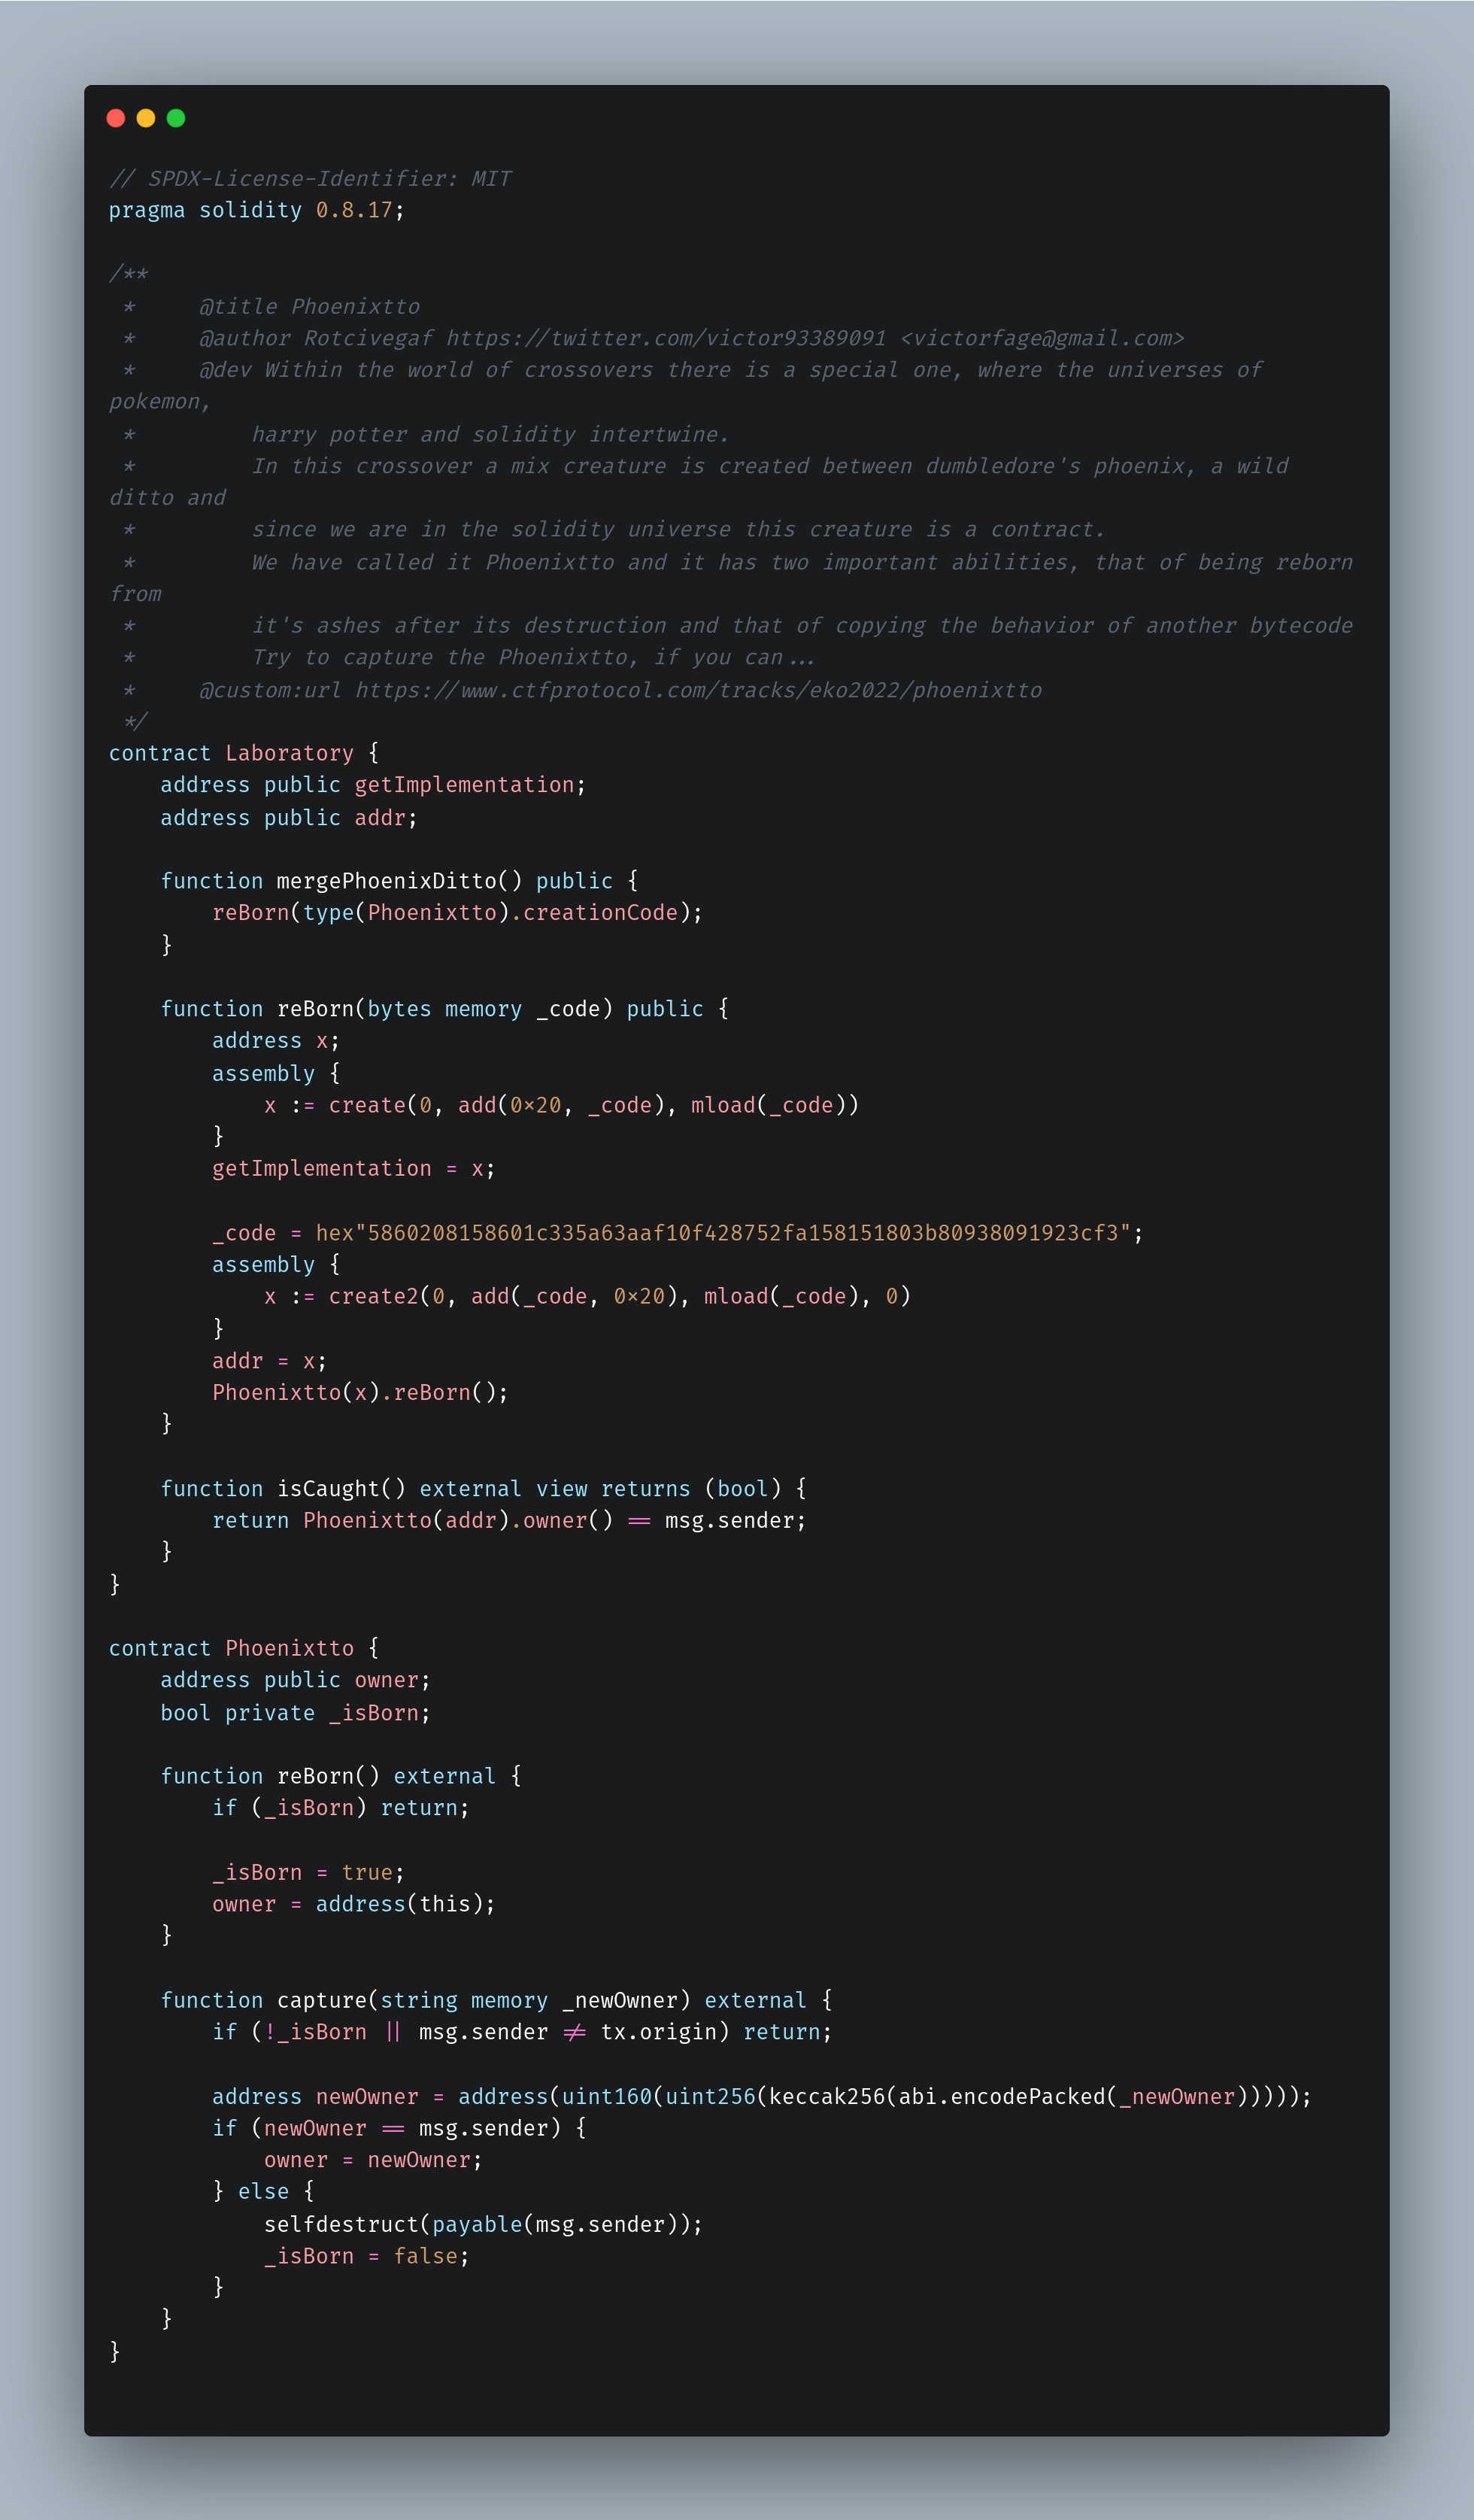 // SPDX-License-Identifier: MIT
pragma solidity 0.8.17;

/**
 *     @title Phoenixtto
 *     @author Rotcivegaf https://twitter.com/victor93389091 <victorfage@gmail.com>
 *     @dev Within the world of crossovers there is a special one, where the universes of
pokemon,
 *         harry potter and solidity intertwine.
 *         In this crossover a mix creature is created between dumbledore's phoenix, a wild
ditto and
 *         since we are in the solidity universe this creature is a contract.
 *         We have called it Phoenixtto and it has two important abilities, that of being reborn
from
 *         it's ashes after its destruction and that of copying the behavior of another bytecode
 *         Try to capture the Phoenixtto, if you can...
 *     @custom:url https://www.ctfprotocol.com/tracks/eko2022/phoenixtto
 */
contract Laboratory {
    address public getImplementation;
    address public addr;

    function mergePhoenixDitto() public {
        reBorn(type(Phoenixtto).creationCode);
    }

    function reBorn(bytes memory _code) public {
        address x;
        assembly {
            x := create(0, add(0x20, _code), mload(_code))
        }
        getImplementation = x;

        _code = hex"5860208158601c335a63aaf10f428752fa158151803b80938091923cf3";
        assembly {
            x := create2(0, add(_code, 0x20), mload(_code), 0)
        }
        addr = x;
        Phoenixtto(x).reBorn();
    }

    function isCaught() external view returns (bool) {
        return Phoenixtto(addr).owner() == msg.sender;
    }
}

contract Phoenixtto {
    address public owner;
    bool private _isBorn;

    function reBorn() external {
        if (_isBorn) return;

        _isBorn = true;
        owner = address(this);
    }

    function capture(string memory _newOwner) external {
        if (!_isBorn || msg.sender != tx.origin) return;

        address newOwner = address(uint160(uint256(keccak256(abi.encodePacked(_newOwner)))));
        if (newOwner == msg.sender) {
            owner = newOwner;
        } else {
            selfdestruct(payable(msg.sender));
            _isBorn = false;
        }
    }
}